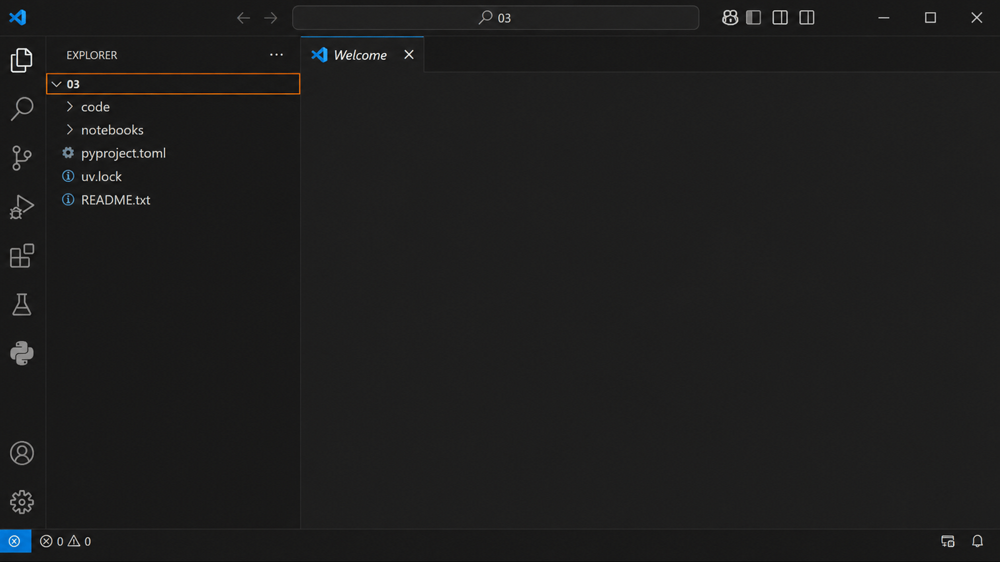 03
EXPLORER
Welcome
03
code
notebooks
pyproject.toml
uv.lock
README.txt
0 0